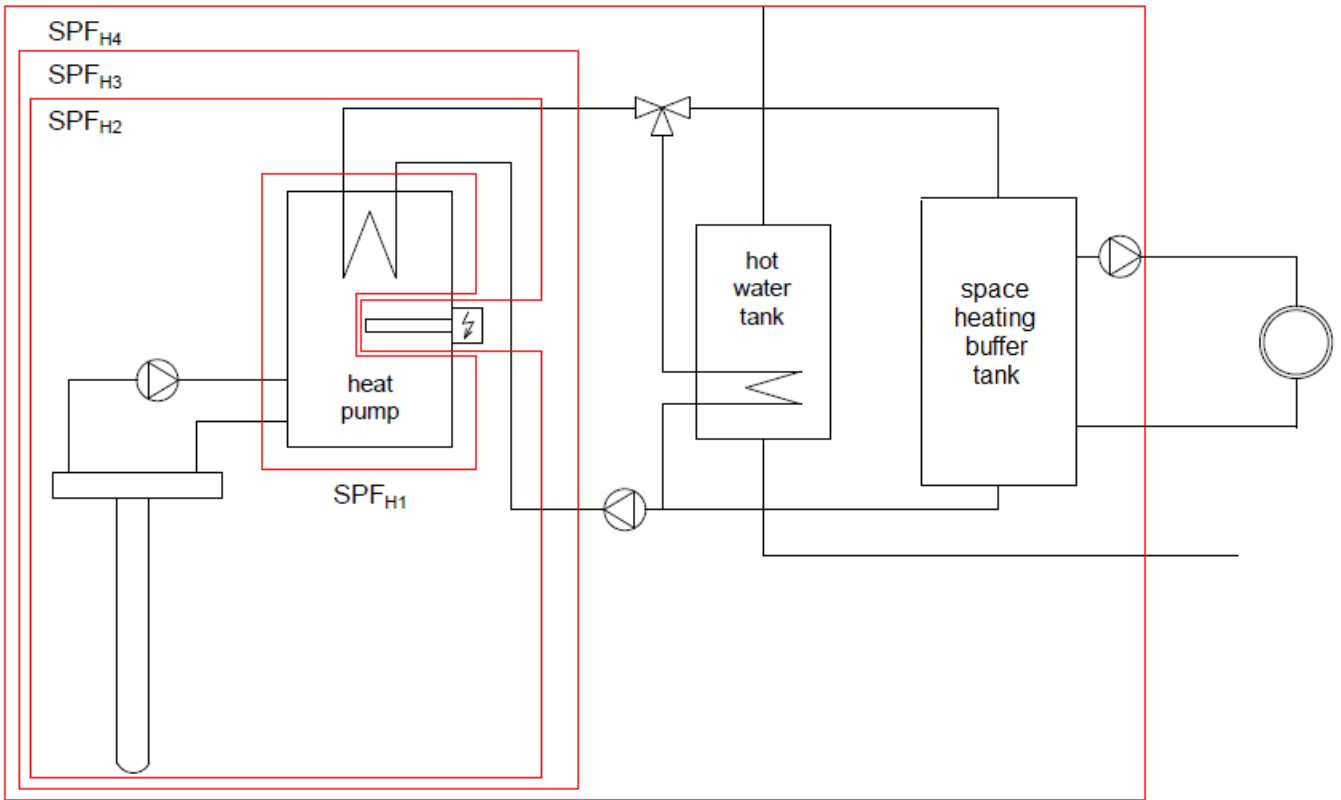 SPFH4
SPFH3
SPFH2
hot
water
tank
space
heating
buffer
tank
heat
pump
SPFH1